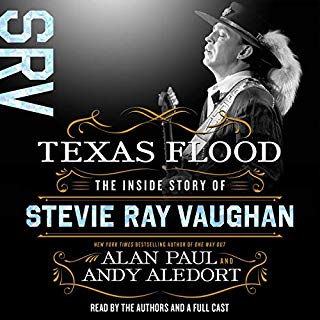 SRV
TEXAS FLOOD
THE INSIDE STORY OF
STEVIE RAY VAUGHAN
NEW YORK TIMES BESTSELLING AUTHOR OF ONE WAY OUT
ALAN PAUL AND
ANDY ALEDORT
READ BY THE AUTHORS AND A FULL CAST